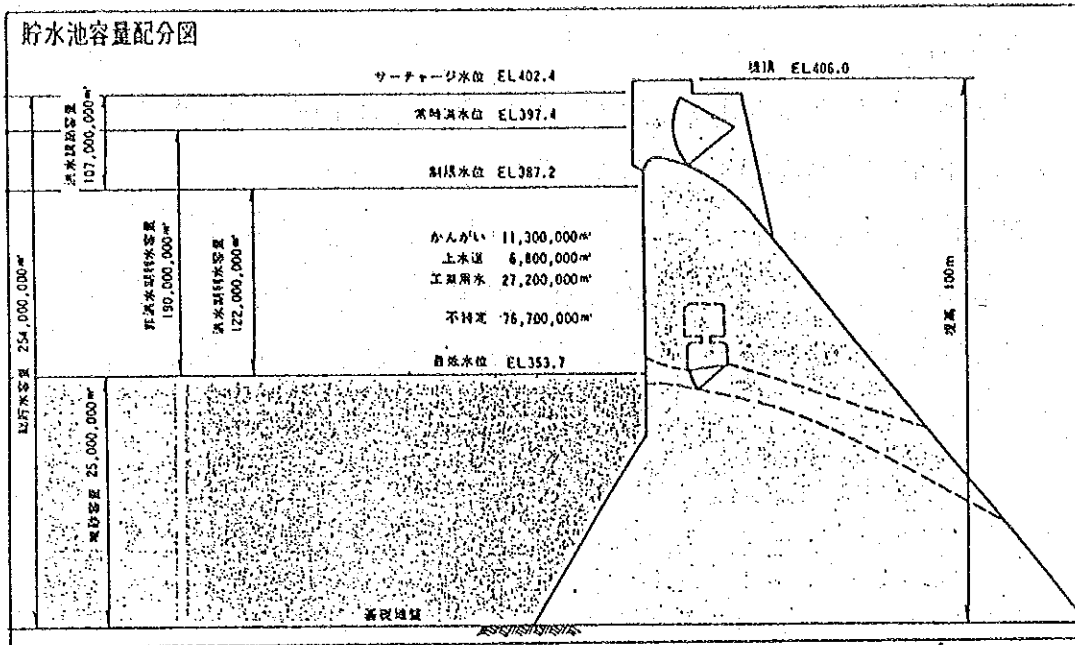 貯水池容量配分図
サーチャージ水位 EL402.4
堤頂 EL406.0
常時満水位 EL397.4
制限水位 EL387.2
洪水調節容量
107,000,000m³
かんがい 11,300,000m³
上水道 6,800,000m³
工業用水 27,200,000m³
不特定 76,700,000m³
非洪水期利水容量
190,000,000m³
洪水期利水容量
122,000,000m³
総貯水容量 254,000,000m³
堤高 100m
最低水位 EL353.7
堆砂容量 25,000,000m³
基礎地盤